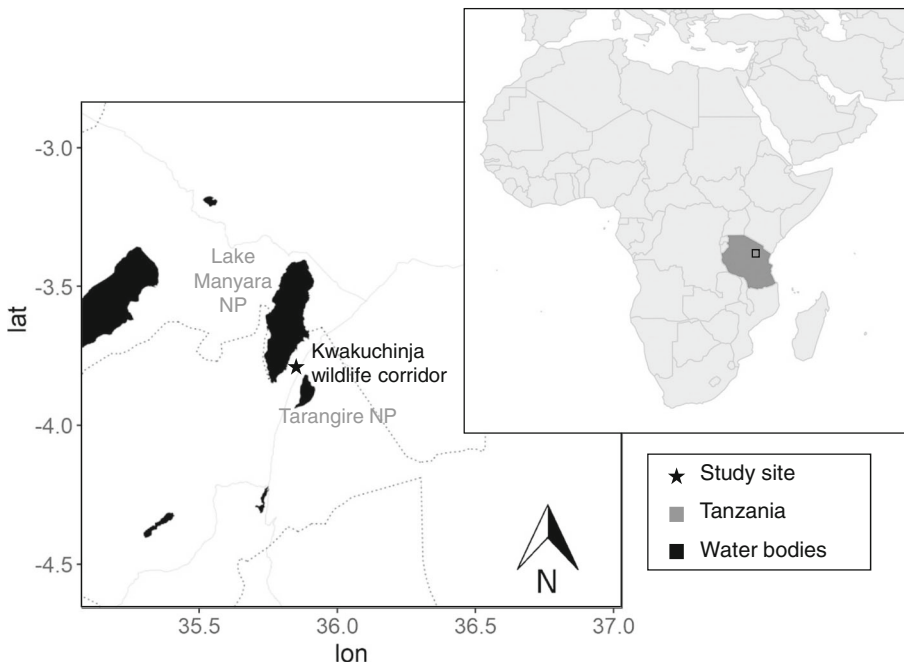 -3.0
-3.5
-4.0
-4.5
lat
Lake
Manyara
NP
Kwakuchinja
wildlife corridor
Tarangire NP
N
35.5
36.0
36.5
37.0
lon
Study site
Tanzania
Water bodies